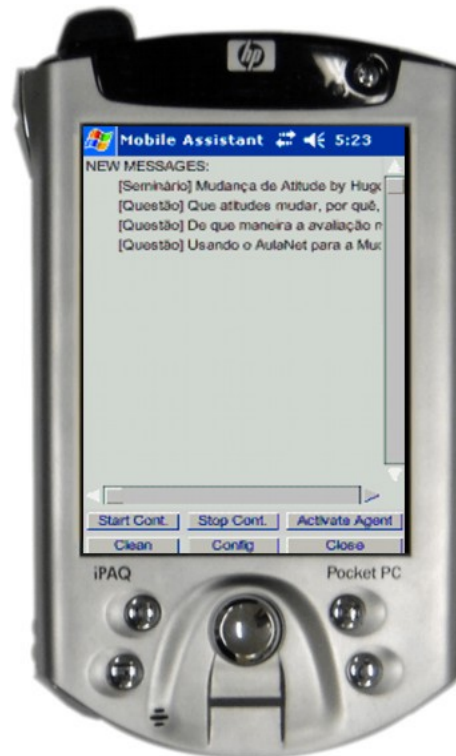 hp
Mobile Assistant 5:23
NEW MESSAGES:
[Seminário] Mudança de Atitude by Hugo
[Questão] Que atitudes mudar, por quê,
[Questão] De que maneira a avaliação n
[Questão] Usando o AulaNet para a Mud
Start Cont. Stop Cont. Activate Agent
Clean Config Close
iPAQ Pocket PC